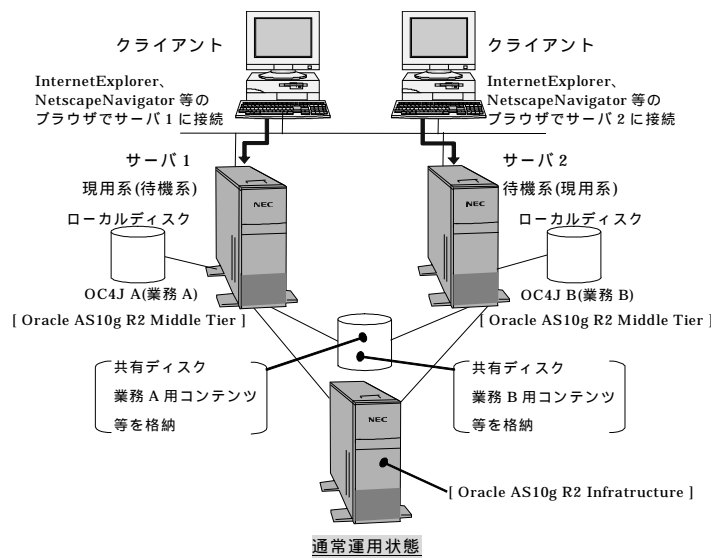 クライアント
クライアント
InternetExplorer、
NetscapeNavigator 等の
ブラウザでサーバ 1 に接続
InternetExplorer、
NetscapeNavigator 等の
ブラウザでサーバ 2 に接続
サーバ 1
現用系(待機系)
サーバ 2
待機系(現用系)
NEC
NEC
ローカルディスク
ローカルディスク
OC4J A(業務 A)
OC4J B(業務 B)
[ Oracle AS10g R2 Middle Tier ]
[ Oracle AS10g R2 Middle Tier ]
共有ディスク
業務 A 用コンテンツ
等を格納
共有ディスク
業務 B 用コンテンツ
等を格納
NEC
[ Oracle AS10g R2 Infratructure ]
通常運用状態